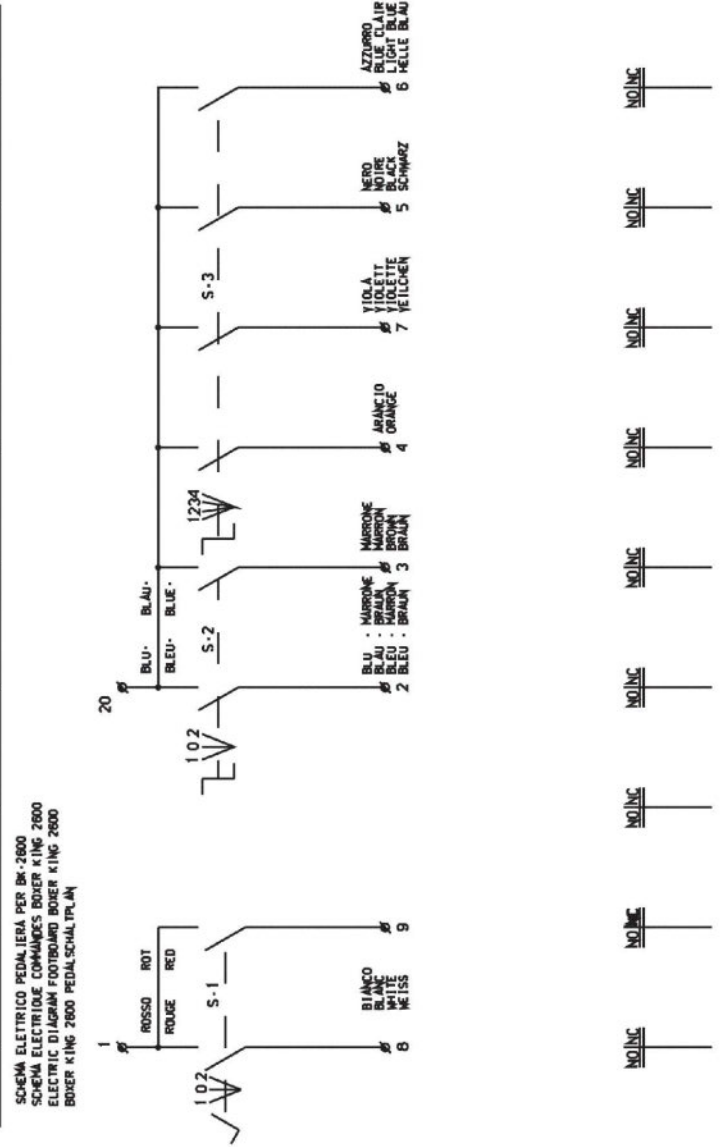 SCHEMA ELETTRICO PEDALIERA PER BK-2600
SCHEMA ELECTRIQUE COMMANDES BOXER KING 2600
ELECTRIC DIAGRAM FOOTBOARD BOXER KING 2600
BOXER KING 2600 PEDALSCHALTPLAN
1
ROSSO ROT
ROUGE RED
102
S-1
BIANCO
BLANC
WHITE
WEISS
8
9
20
BLU- BLAU-
BLEU- BLUE-
102
S-2
BLU - MARRONE
BLAU - BRAUN
BLEU - MARRON
BLEU - BRAUN
2
MARRONE
MARRON
BROWN
BRAUN
3
1234
S-3
ARANCIO
ORANGE
4
VIOLA
VIOLETT
VIOLETTE
VEILCHEN
7
NERO
NOIRE
BLACK
SCHWARZ
5
AZZURRO
BLUE CLAIR
LIGHT BLUE
HELLE BLAU
6
NO NC
NO NC
NO NC
NO NC
NO NC
NO NC
NO NC
NO NC
NO NC